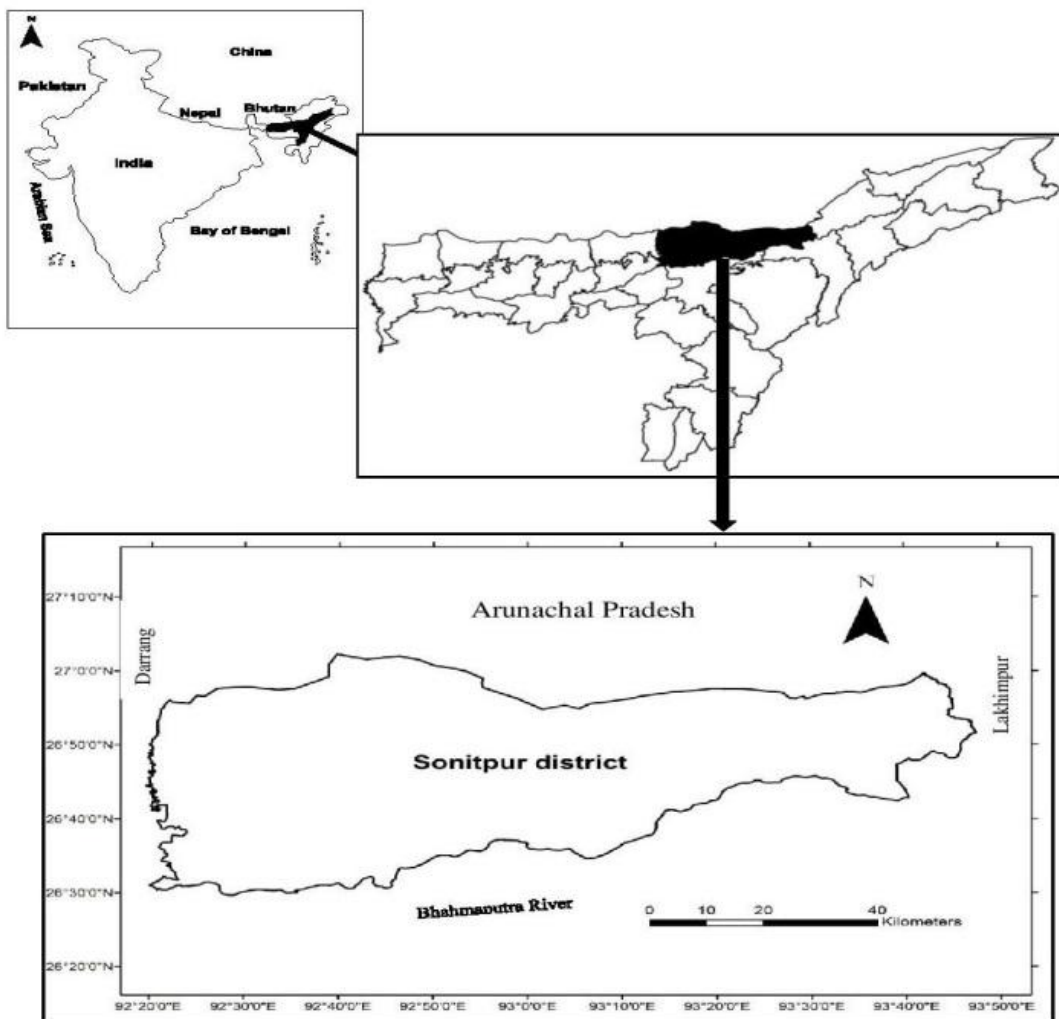 N
China
Pakistan
Nepal
Bhutan
India
Arabian Sea
Bay of Bengal
N
Arunachal Pradesh
Darrang
Lakhimpur
Sonitpur district
Bhahmaputra River
0 10 20 40
Kilometers
27°10'0"N
27°0'0"N
26°50'0"N
26°40'0"N
26°30'0"N
26°20'0"N
92°20'0"E 92°30'0"E 92°40'0"E 92°50'0"E 93°0'0"E 93°10'0"E 93°20'0"E 93°30'0"E 93°40'0"E 93°50'0"E